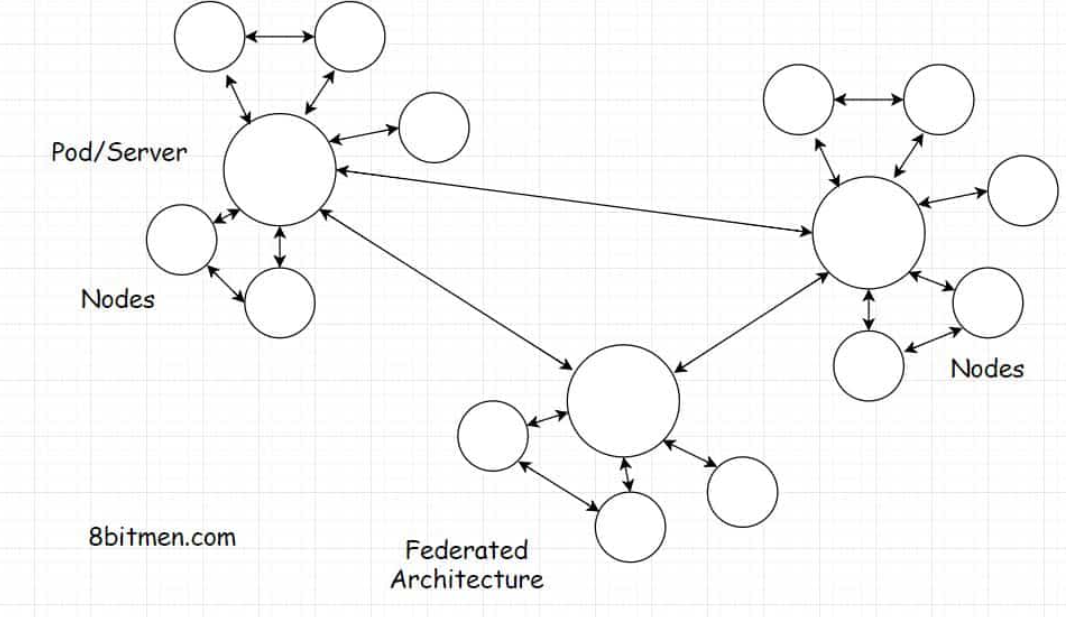 Pod/Server
Nodes
Nodes
8bitmen.com
Federated
Architecture